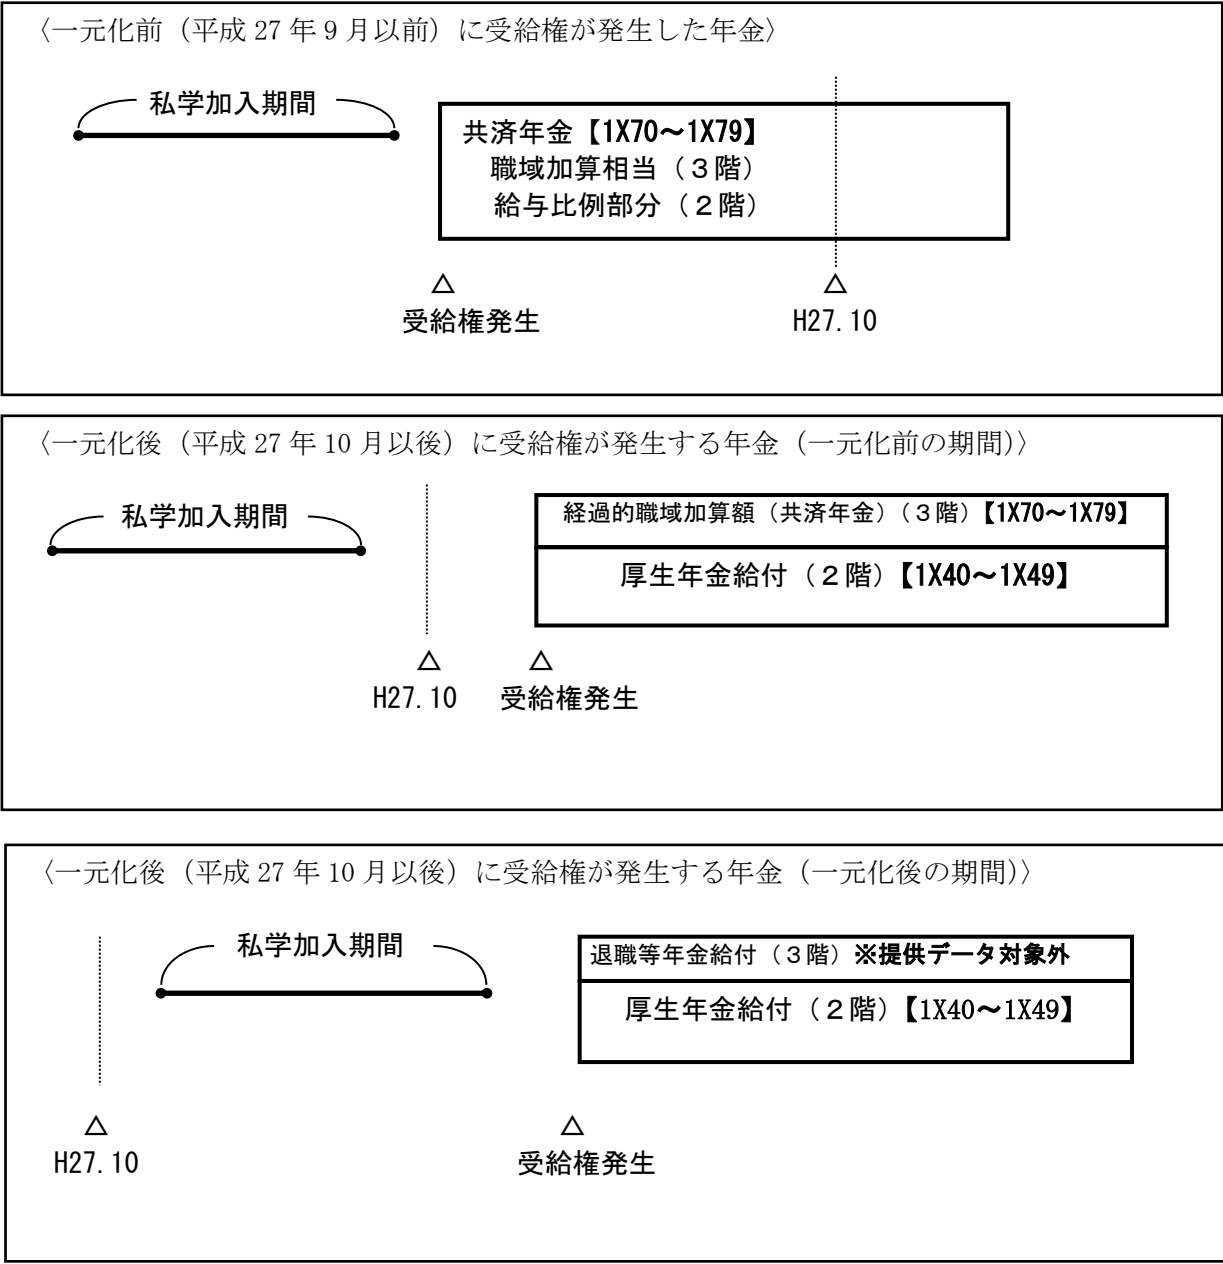 〈一元化前（平成 27 年 9 月以前）に受給権が発生した年金〉
私学加入期間
共済年金【1X70～1X79】
職域加算相当（３階）
給与比例部分（２階）
△
△
受給権発生
H27.10
〈一元化後（平成 27 年 10 月以後）に受給権が発生する年金（一元化前の期間）〉
私学加入期間
経過的職域加算額（共済年金）（３階）【1X70～1X79】
厚生年金給付（２階）【1X40～1X49】
△
△
H27.10
受給権発生
〈一元化後（平成 27 年 10 月以後）に受給権が発生する年金（一元化後の期間）〉
私学加入期間
退職等年金給付（３階）※提供データ対象外
厚生年金給付（２階）【1X40～1X49】
△
△
H27.10
受給権発生